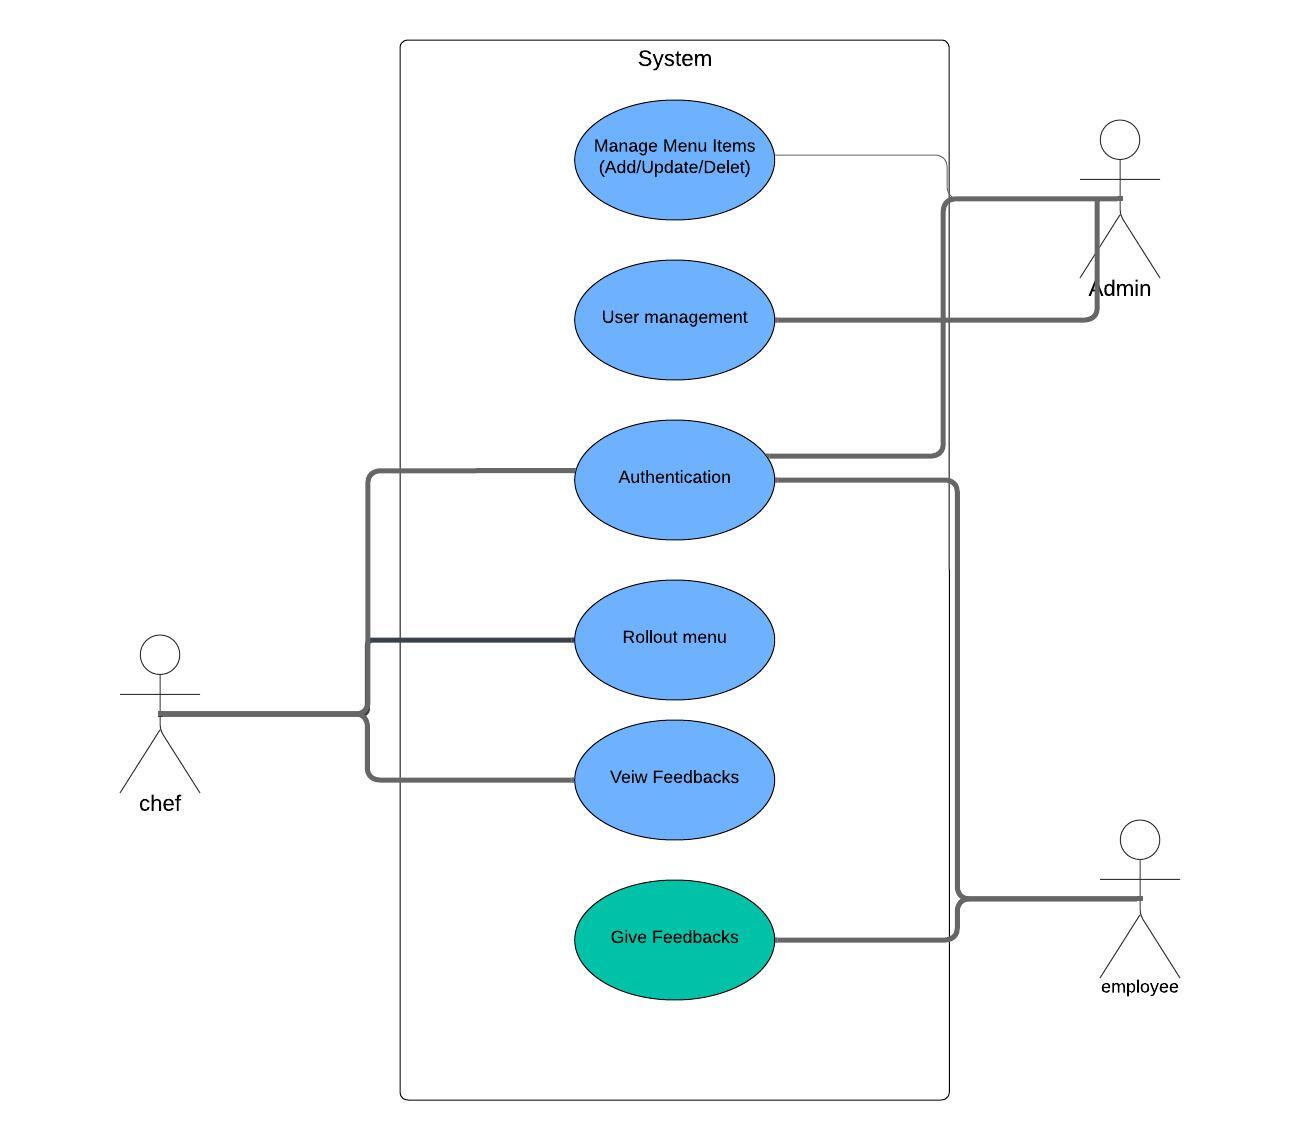 System
Manage Menu Items
(Add/Update/Delet)
Admin
User management
Authentication
Rollout menu
chef
Veiw Feedbacks
Give Feedbacks
employee